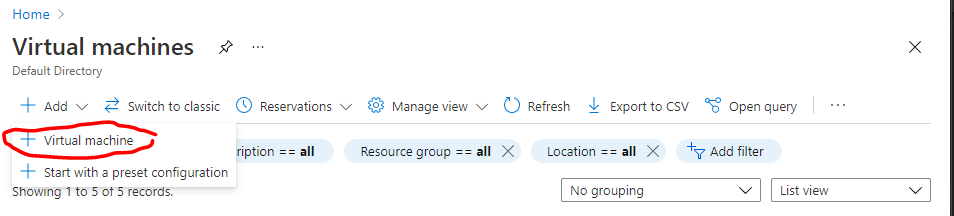 Home
Virtual machines
Default Directory
Add Switch to classic Reservations Manage view Refresh Export to CSV Open query
Virtual machine
ription == all Resource group == all Location == all Add filter
Start with a preset configuration
Showing 1 to 5 of 5 records.
No grouping List view